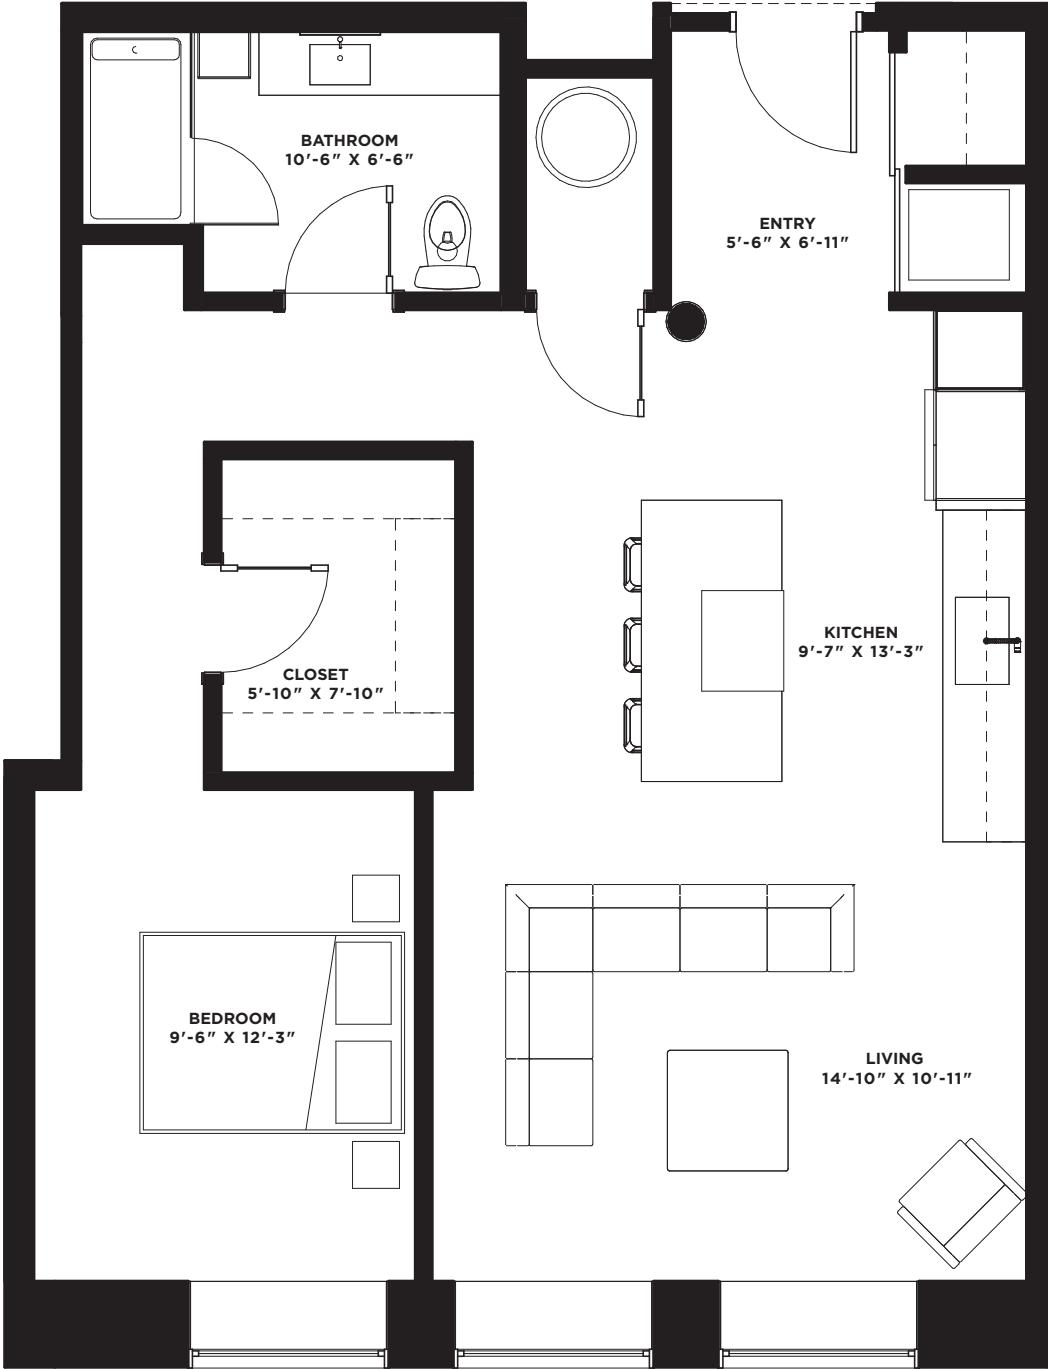 BATHROOM
10'-6" X 6'-6"
ENTRY
5'-6" X 6'-11"
KITCHEN
9'-7" X 13'-3"
CLOSET
5'-10" X 7'-10"
BEDROOM
9'-6" X 12'-3"
LIVING
14'-10" X 10'-11"